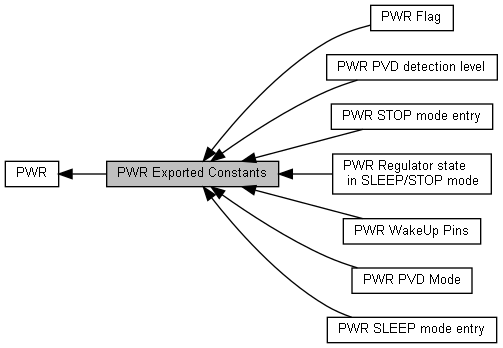 PWR Flag
PWR PVD detection level
PWR STOP mode entry
PWR
PWR Exported Constants
PWR Regulator state
in SLEEP/STOP mode
PWR WakeUp Pins
PWR PVD Mode
PWR SLEEP mode entry